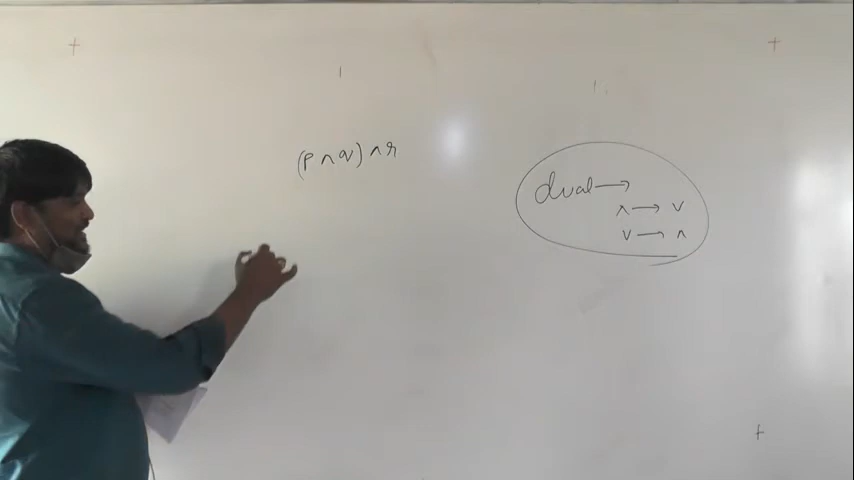 (p ∧ q) ∧ r
dual →
∧ → ∨
∨ → ∧